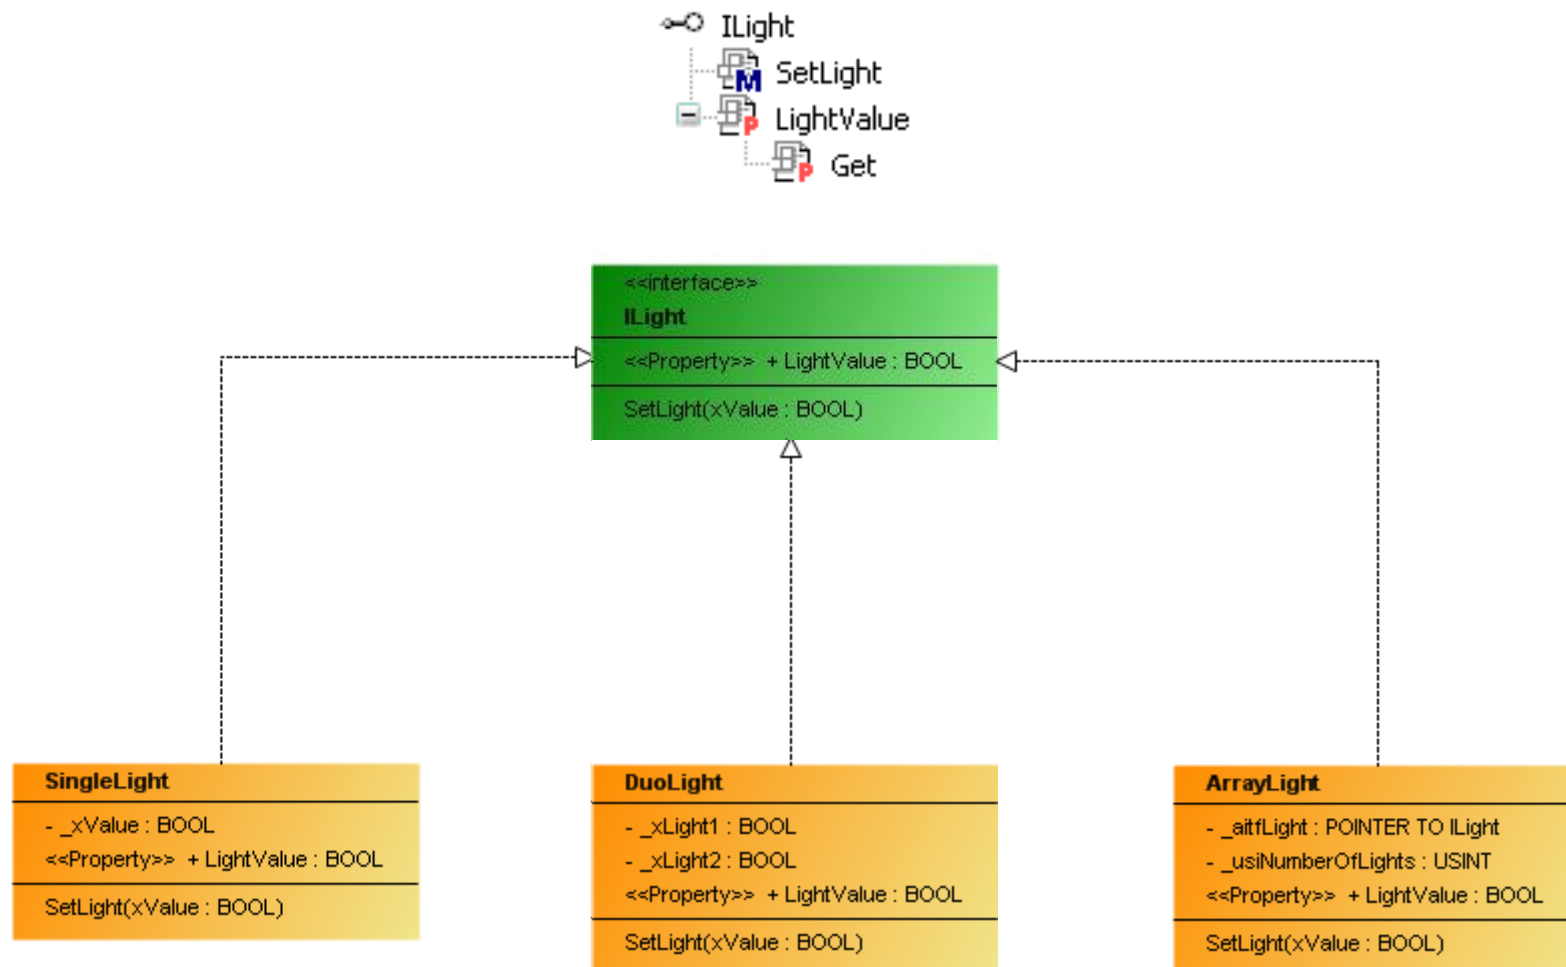 ILight
SetLight
LightValue
Get
<<interface>>
ILight
<<Property>> + LightValue : BOOL
SetLight(xValue : BOOL)
SingleLight
- _xValue : BOOL
<<Property>> + LightValue : BOOL
SetLight(xValue : BOOL)
DuoLight
- _xLight1 : BOOL
- _xLight2 : BOOL
<<Property>> + LightValue : BOOL
SetLight(xValue : BOOL)
ArrayLight
- _aitfLight : POINTER TO ILight
- _usiNumberOfLights : USINT
<<Property>> + LightValue : BOOL
SetLight(xValue : BOOL)